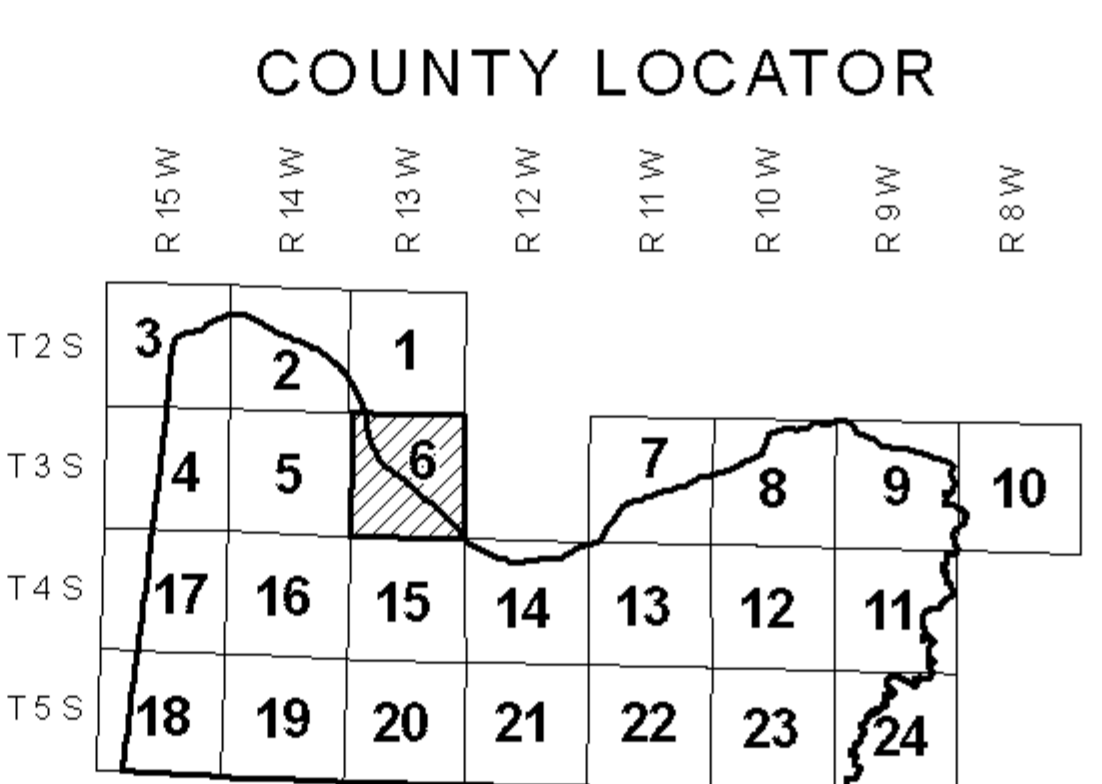 COUNTY LOCATOR
R 15 W R 14 W R 13 W R 12 W R 11 W R 10 W R 9 W R 8 W
T 2 S 3 2 1
T 3 S 4 5 6 7 8 9 10
T 4 S 17 16 15 14 13 12 11
T 5 S 18 19 20 21 22 23 24